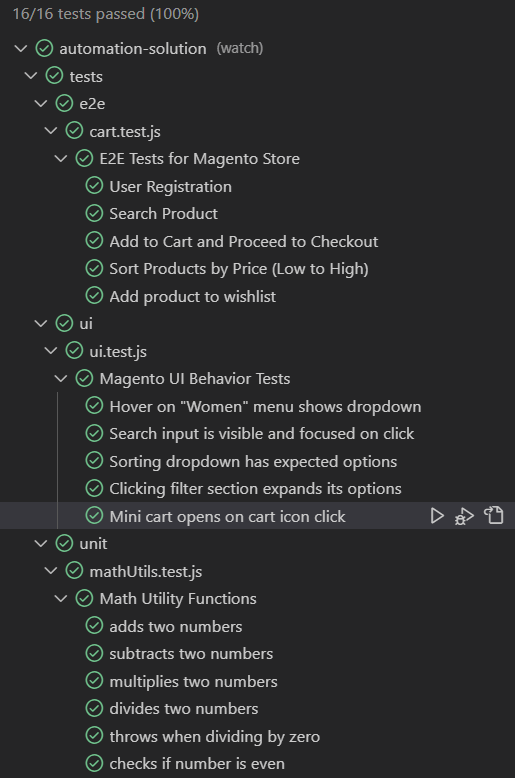 16/16 tests passed (100%)
automation-solution (watch)
tests
e2e
cart.test.js
E2E Tests for Magento Store
User Registration
Search Product
Add to Cart and Proceed to Checkout
Sort Products by Price (Low to High)
Add product to wishlist
ui
ui.test.js
Magento UI Behavior Tests
Hover on "Women" menu shows dropdown
Search input is visible and focused on click
Sorting dropdown has expected options
Clicking filter section expands its options
Mini cart opens on cart icon click
unit
mathUtils.test.js
Math Utility Functions
adds two numbers
subtracts two numbers
multiplies two numbers
divides two numbers
throws when dividing by zero
checks if number is even